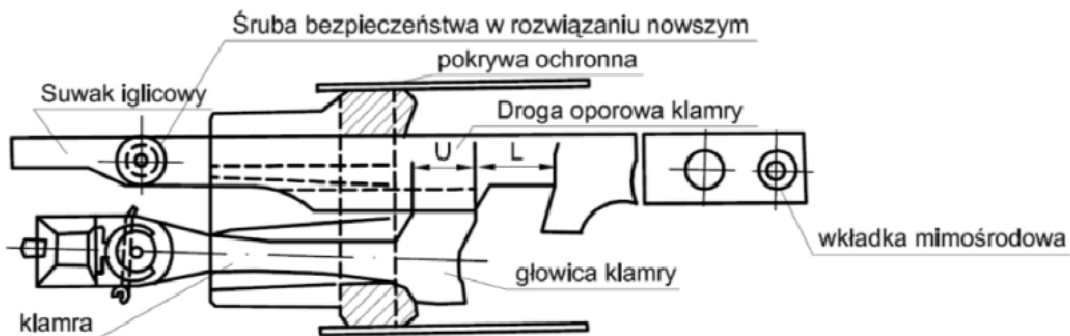 Śruba bezpieczeństwa w rozwiązaniu nowszym
pokrywa ochronna
Suwak iglicowy
Droga oporowa klamry
U L
wkładka mimośrodowa
głowica klamry
klamra